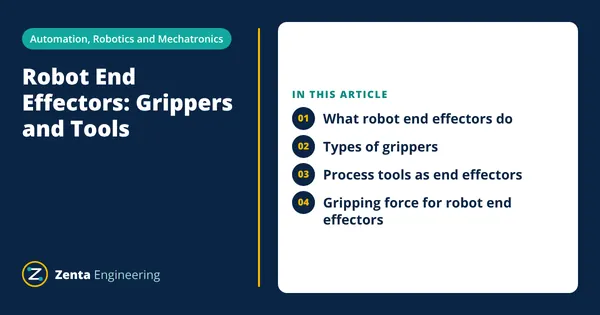 Automation, Robotics and Mechatronics
Robot End
Effectors: Grippers
and Tools
Zenta Engineering
IN THIS ARTICLE
01 What robot end effectors do
02 Types of grippers
03 Process tools as end effectors
04 Gripping force for robot end
effectors